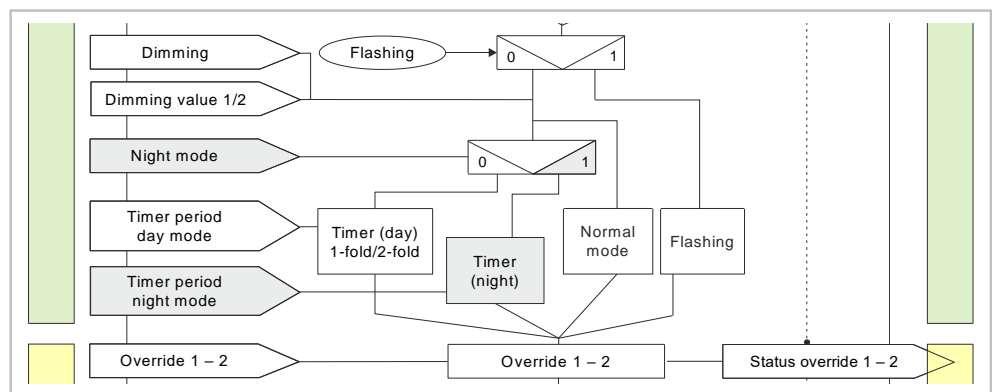 Dimming
Flashing
0
1
Dimming value 1/2
Night mode
0
1
Timer period
day mode
Timer (day)
1-fold/2-fold
Normal
mode
Flashing
Timer
(night)
Timer period
night mode
Override 1 – 2
Override 1 – 2
Status override 1 – 2